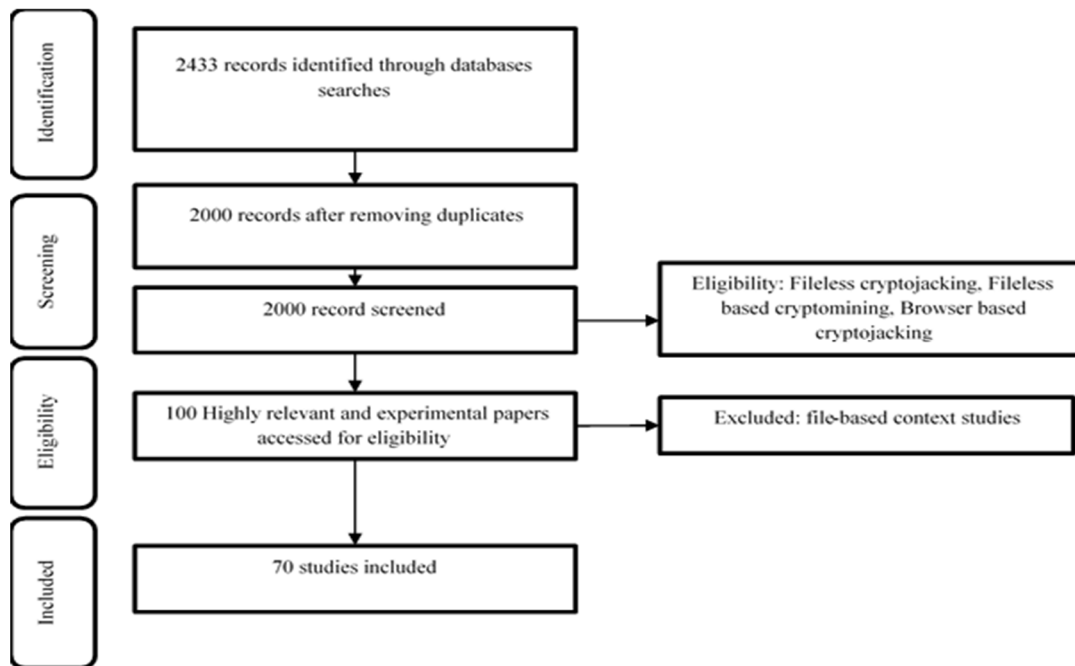 Identification
2433 records identified through databases
searches
Screening
2000 records after removing duplicates
2000 record screened
Eligibility: Fileless cryptojacking, Fileless
based cryptomining, Browser based
cryptojacking
Eligibility
100 Highly relevant and experimental papers
accessed for eligibility
Excluded: file-based context studies
Included
70 studies included